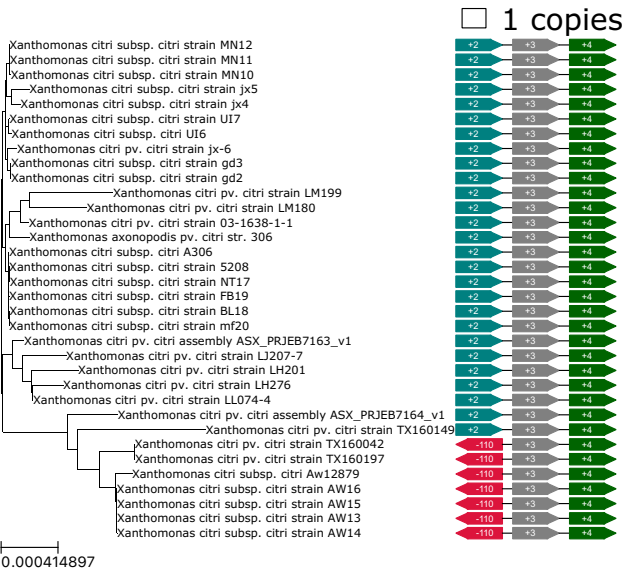 1 copies
Xanthomonas citri subsp. citri strain MN12 +2 +3 +4
Xanthomonas citri subsp. citri strain MN11 +2 +3 +4
Xanthomonas citri subsp. citri strain MN10 +2 +3 +4
Xanthomonas citri subsp. citri strain jx5 +2 +3 +4
Xanthomonas citri subsp. citri strain jx4 +2 +3 +4
Xanthomonas citri subsp. citri strain UI7 +2 +3 +4
Xanthomonas citri subsp. citri UI6 +2 +3 +4
Xanthomonas citri pv. citri strain jx-6 +2 +3 +4
Xanthomonas citri subsp. citri strain gd3 +2 +3 +4
Xanthomonas citri subsp. citri strain gd2 +2 +3 +4
Xanthomonas citri pv. citri strain LM199 +2 +3 +4
Xanthomonas citri pv. citri strain LM180 +2 +3 +4
Xanthomonas citri pv. citri strain 03-1638-1-1 +2 +3 +4
Xanthomonas axonopodis pv. citri str. 306 +2 +3 +4
Xanthomonas citri subsp. citri A306 +2 +3 +4
Xanthomonas citri subsp. citri strain 5208 +2 +3 +4
Xanthomonas citri subsp. citri strain NT17 +2 +3 +4
Xanthomonas citri subsp. citri strain FB19 +2 +3 +4
Xanthomonas citri subsp. citri strain BL18 +2 +3 +4
Xanthomonas citri subsp. citri strain mf20 +2 +3 +4
Xanthomonas citri pv. citri assembly ASX_PRJEB7163_v1 +2 +3 +4
Xanthomonas citri pv. citri strain LJ207-7 +2 +3 +4
Xanthomonas citri pv. citri strain LH201 +2 +3 +4
Xanthomonas citri pv. citri strain LH276 +2 +3 +4
Xanthomonas citri pv. citri strain LL074-4 +2 +3 +4
Xanthomonas citri pv. citri assembly ASX_PRJEB7164_v1 +2 +3 +4
Xanthomonas citri pv. citri strain TX160149 +2 +3 +4
Xanthomonas citri pv. citri strain TX160042 -110 +3 +4
Xanthomonas citri pv. citri strain TX160197 -110 +3 +4
Xanthomonas citri subsp. citri Aw12879 -110 +3 +4
Xanthomonas citri subsp. citri strain AW16 -110 +3 +4
Xanthomonas citri subsp. citri strain AW15 -110 +3 +4
Xanthomonas citri subsp. citri strain AW13 -110 +3 +4
Xanthomonas citri subsp. citri strain AW14 -110 +3 +4
0.000414897